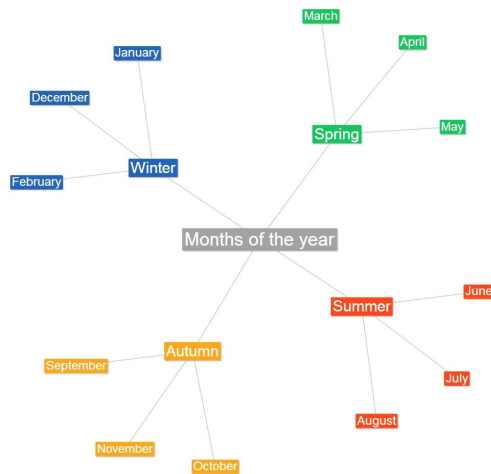 March
April
January
December
May
Spring
Winter
February
Months of the year
June
Summer
Autumn
September
July
August
November
October